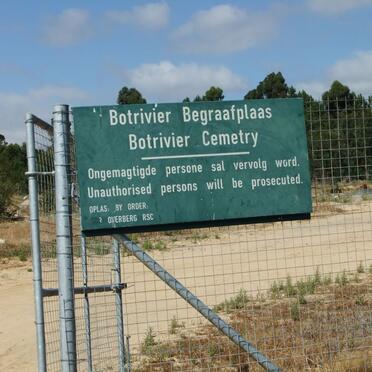 Botrivier Begraafplaas
Botrivier Cemetry
Ongemagtigde persone sal vervolg word.
Unauthorised persons will be prosecuted.
OPLAS. BY ORDER.
OVERBERG RSC